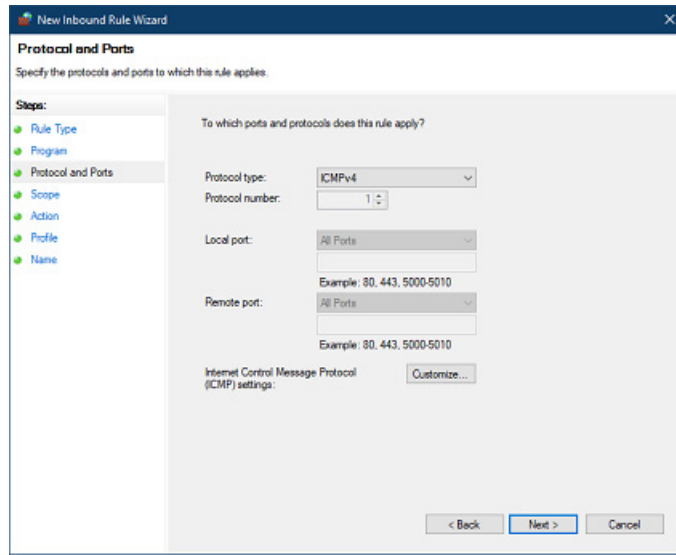 New Inbound Rule Wizard
Protocol and Ports
Specify the protocols and ports to which this rule applies.
Steps:
Rule Type
Program
Protocol and Ports
Scope
Action
Profile
Name
To which ports and protocols does this rule apply?
Protocol type: ICMPv4
Protocol number: 1
Local port: All Ports
Example: 80, 443, 5000-5010
Remote port: All Ports
Example: 80, 443, 5000-5010
Internet Control Message Protocol
(ICMP) settings: Customize...
< Back Next > Cancel